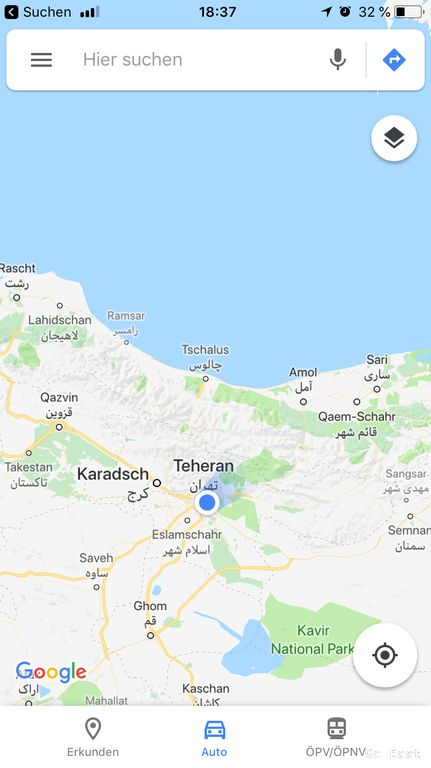 Suchen
18:37
32 %
Hier suchen
Rascht
رشت
Lahidschan
لاهیجان
Ramsar
رامسر
Tschalus
چالوس
Amol
آمل
Sari
ساری
Qaem-Schahr
قائم شهر
Qazvin
قزوین
Takestan
تاکستان
Karadsch
کرج
Teheran
تهران
Sangsar
مهدی شهر
Semnan
سمنان
Eslamschahr
اسلام شهر
Saveh
ساوه
Ghom
قم
Kavir
National Park
Kaschan
کاشان
اراک
Mahallat
Google
Erkunden
Auto
ÖPV/ÖPNV
Go East